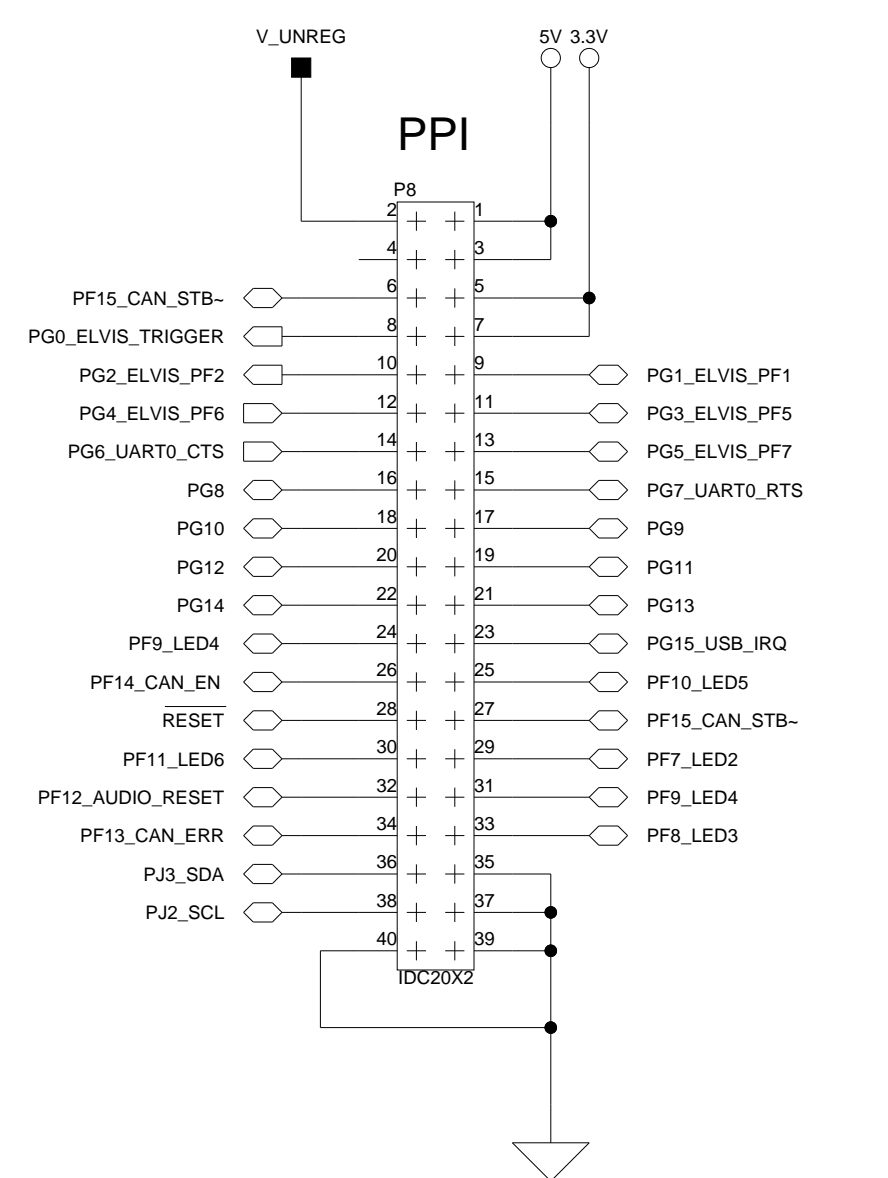 V_UNREG 5V 3.3V
PPI
P8
2 1
4 3
PF15_CAN_STB~ 6 5
PG0_ELVIS_TRIGGER 8 7
PG2_ELVIS_PF2 10 9 PG1_ELVIS_PF1
PG4_ELVIS_PF6 12 11 PG3_ELVIS_PF5
PG6_UART0_CTS 14 13 PG5_ELVIS_PF7
PG8 16 15 PG7_UART0_RTS
PG10 18 17 PG9
PG12 20 19 PG11
PG14 22 21 PG13
PF9_LED4 24 23 PG15_USB_IRQ
PF14_CAN_EN 26 25 PF10_LED5
RESET 28 27 PF15_CAN_STB~
PF11_LED6 30 29 PF7_LED2
PF12_AUDIO_RESET 32 31 PF9_LED4
PF13_CAN_ERR 34 33 PF8_LED3
PJ3_SDA 36 35
PJ2_SCL 38 37
40 39
IDC20X2